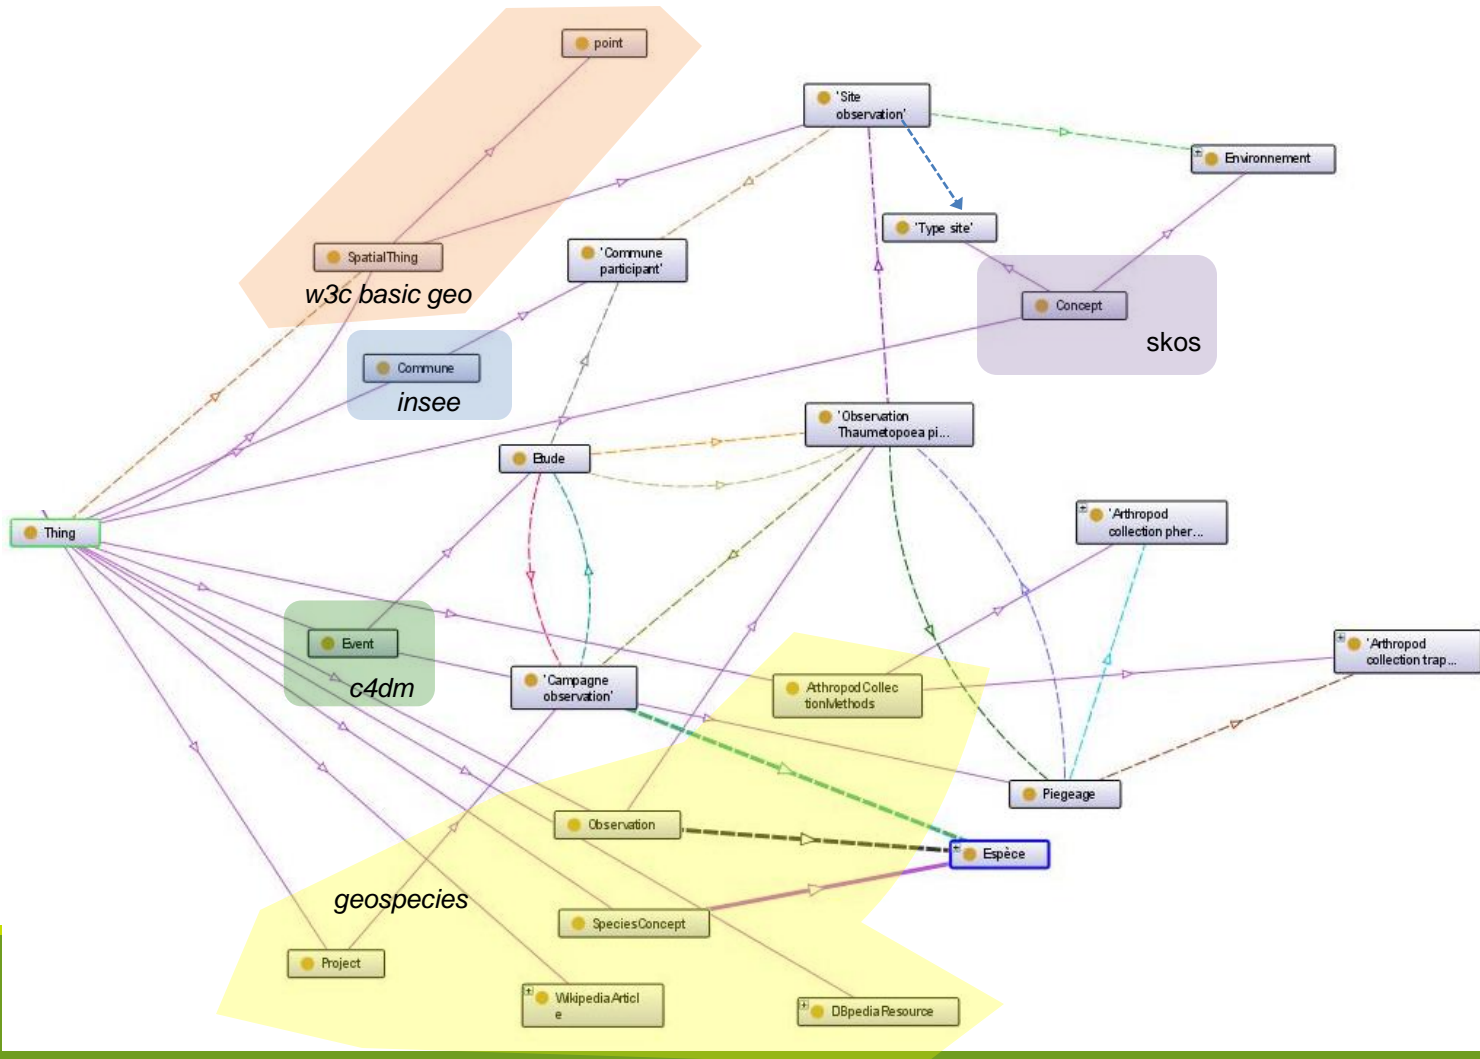 point
'Site
observation'
Environnement
'Type site'
SpatialThing
'Commune
participant'
w3c basic geo
Concept
skos
Commune
insee
'Observation
Thaumetopoea pi...
Etude
Thing
'Arthropod
collection pher...
Event
c4dm
'Arthropod
collection trap...
'Campagne
observation'
ArthropodCollec
tionMethods
Piegeage
Observation
Espèce
geospecies
SpeciesConcept
Project
WikipediaArticl
e
DBpediaResource